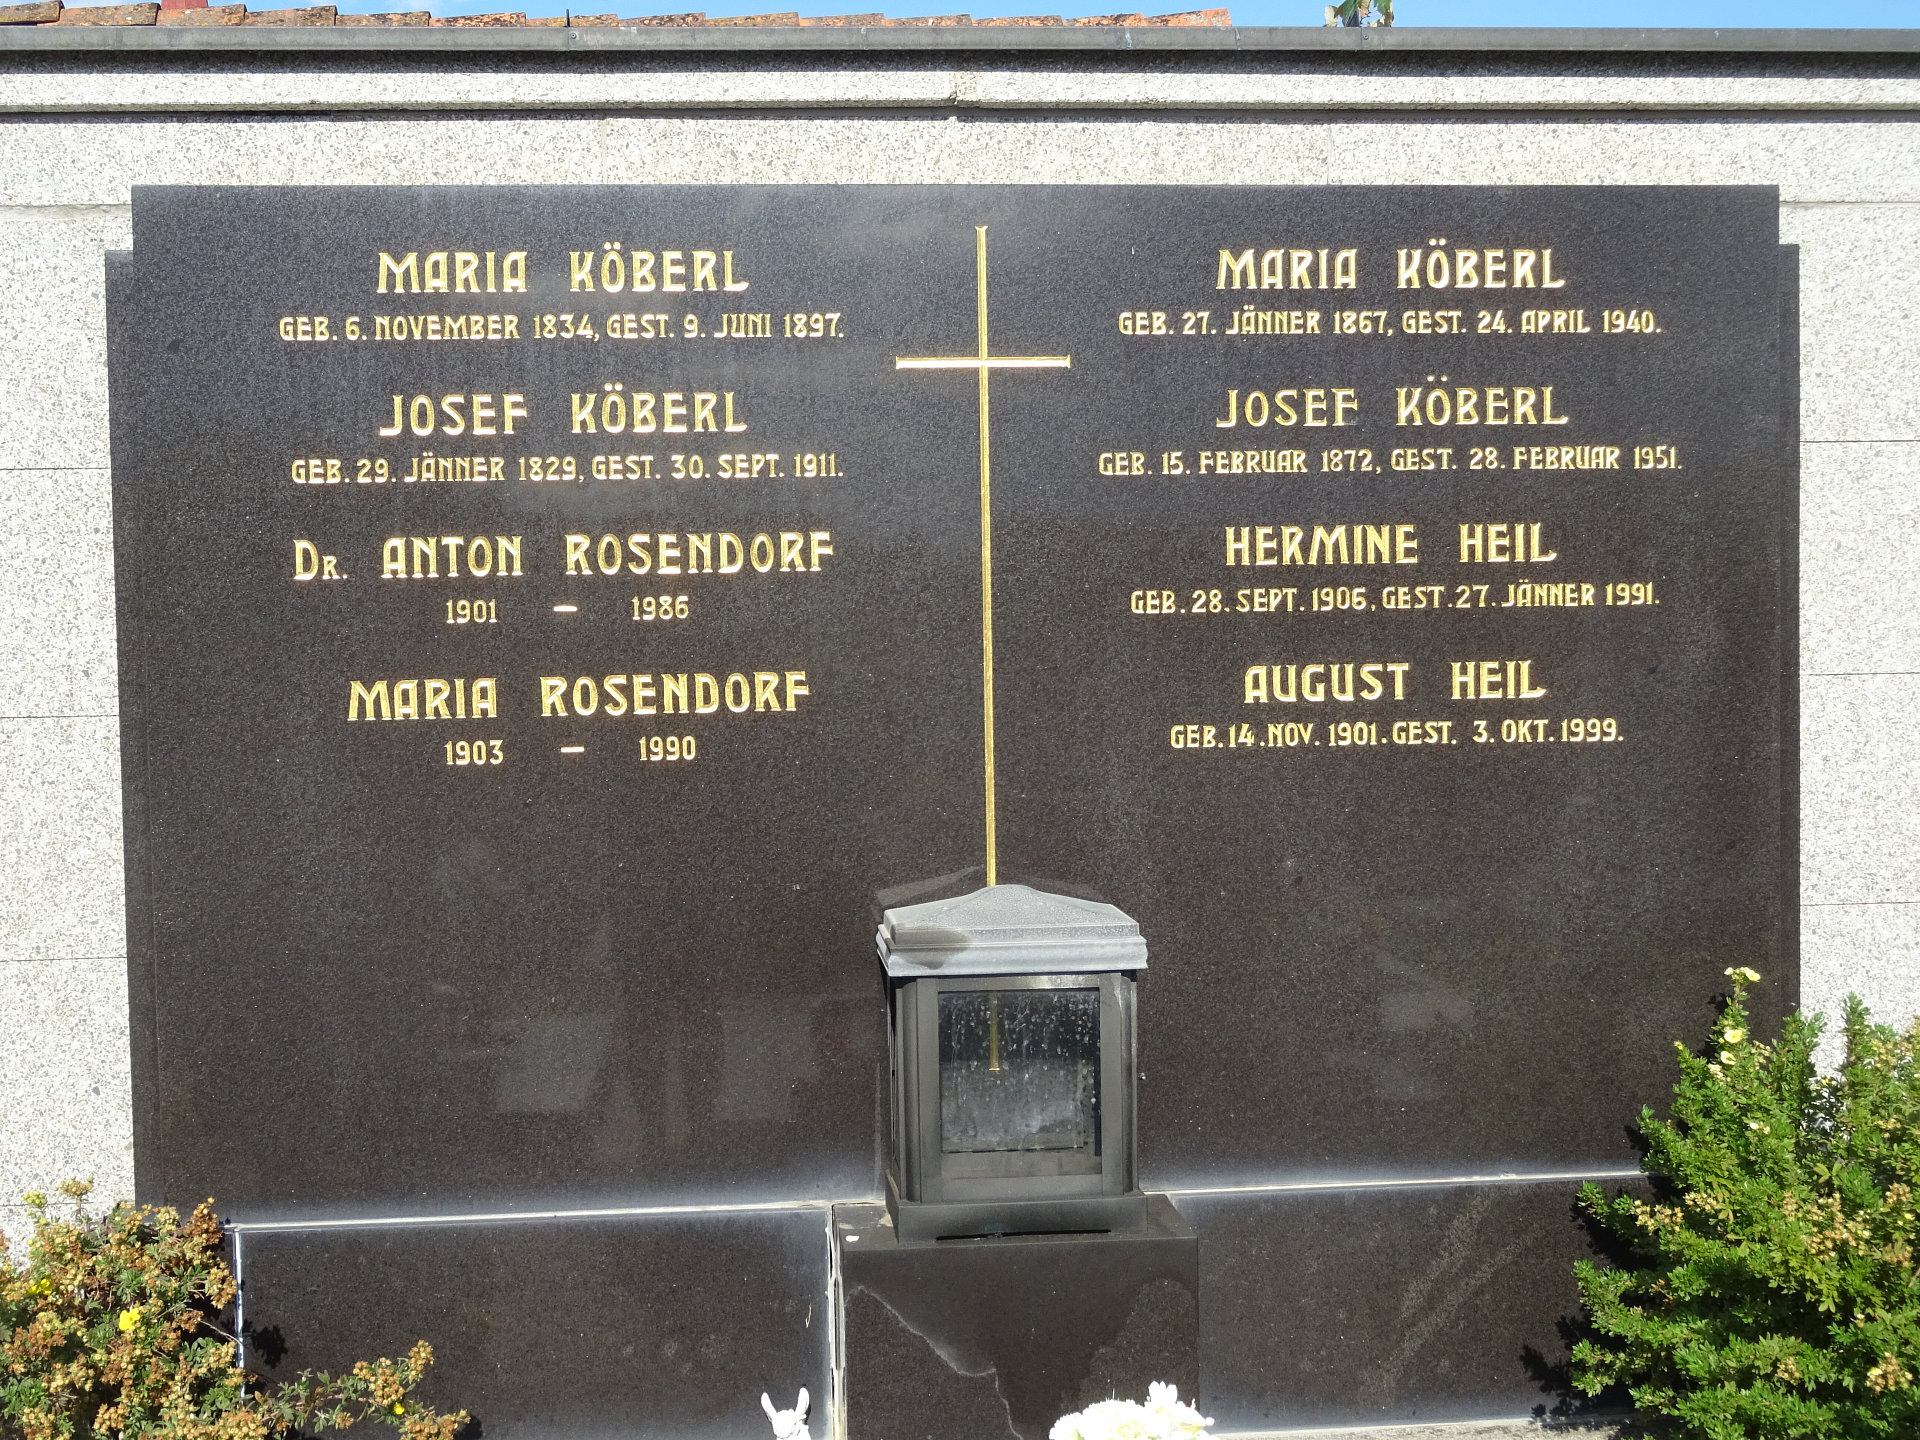 MARIA KÖBERL
GEB. 6. NOVEMBER 1834, GEST. 9. JUNI 1897.
JOSEF KÖBERL
GEB. 29. JÄNNER 1829, GEST. 30. SEPT. 1911.
DR. ANTON ROSENDORF
1901 – 1986
MARIA ROSENDORF
1903 – 1990
MARIA KÖBERL
GEB. 27. JÄNNER 1867, GEST. 24. APRIL 1940.
JOSEF KÖBERL
GEB. 15. FEBRUAR 1872, GEST. 28. FEBRUAR 1951.
HERMINE HEIL
GEB. 28. SEPT. 1906, GEST. 27. JÄNNER 1991.
AUGUST HEIL
GEB. 14. NOV. 1901. GEST. 3. OKT. 1999.